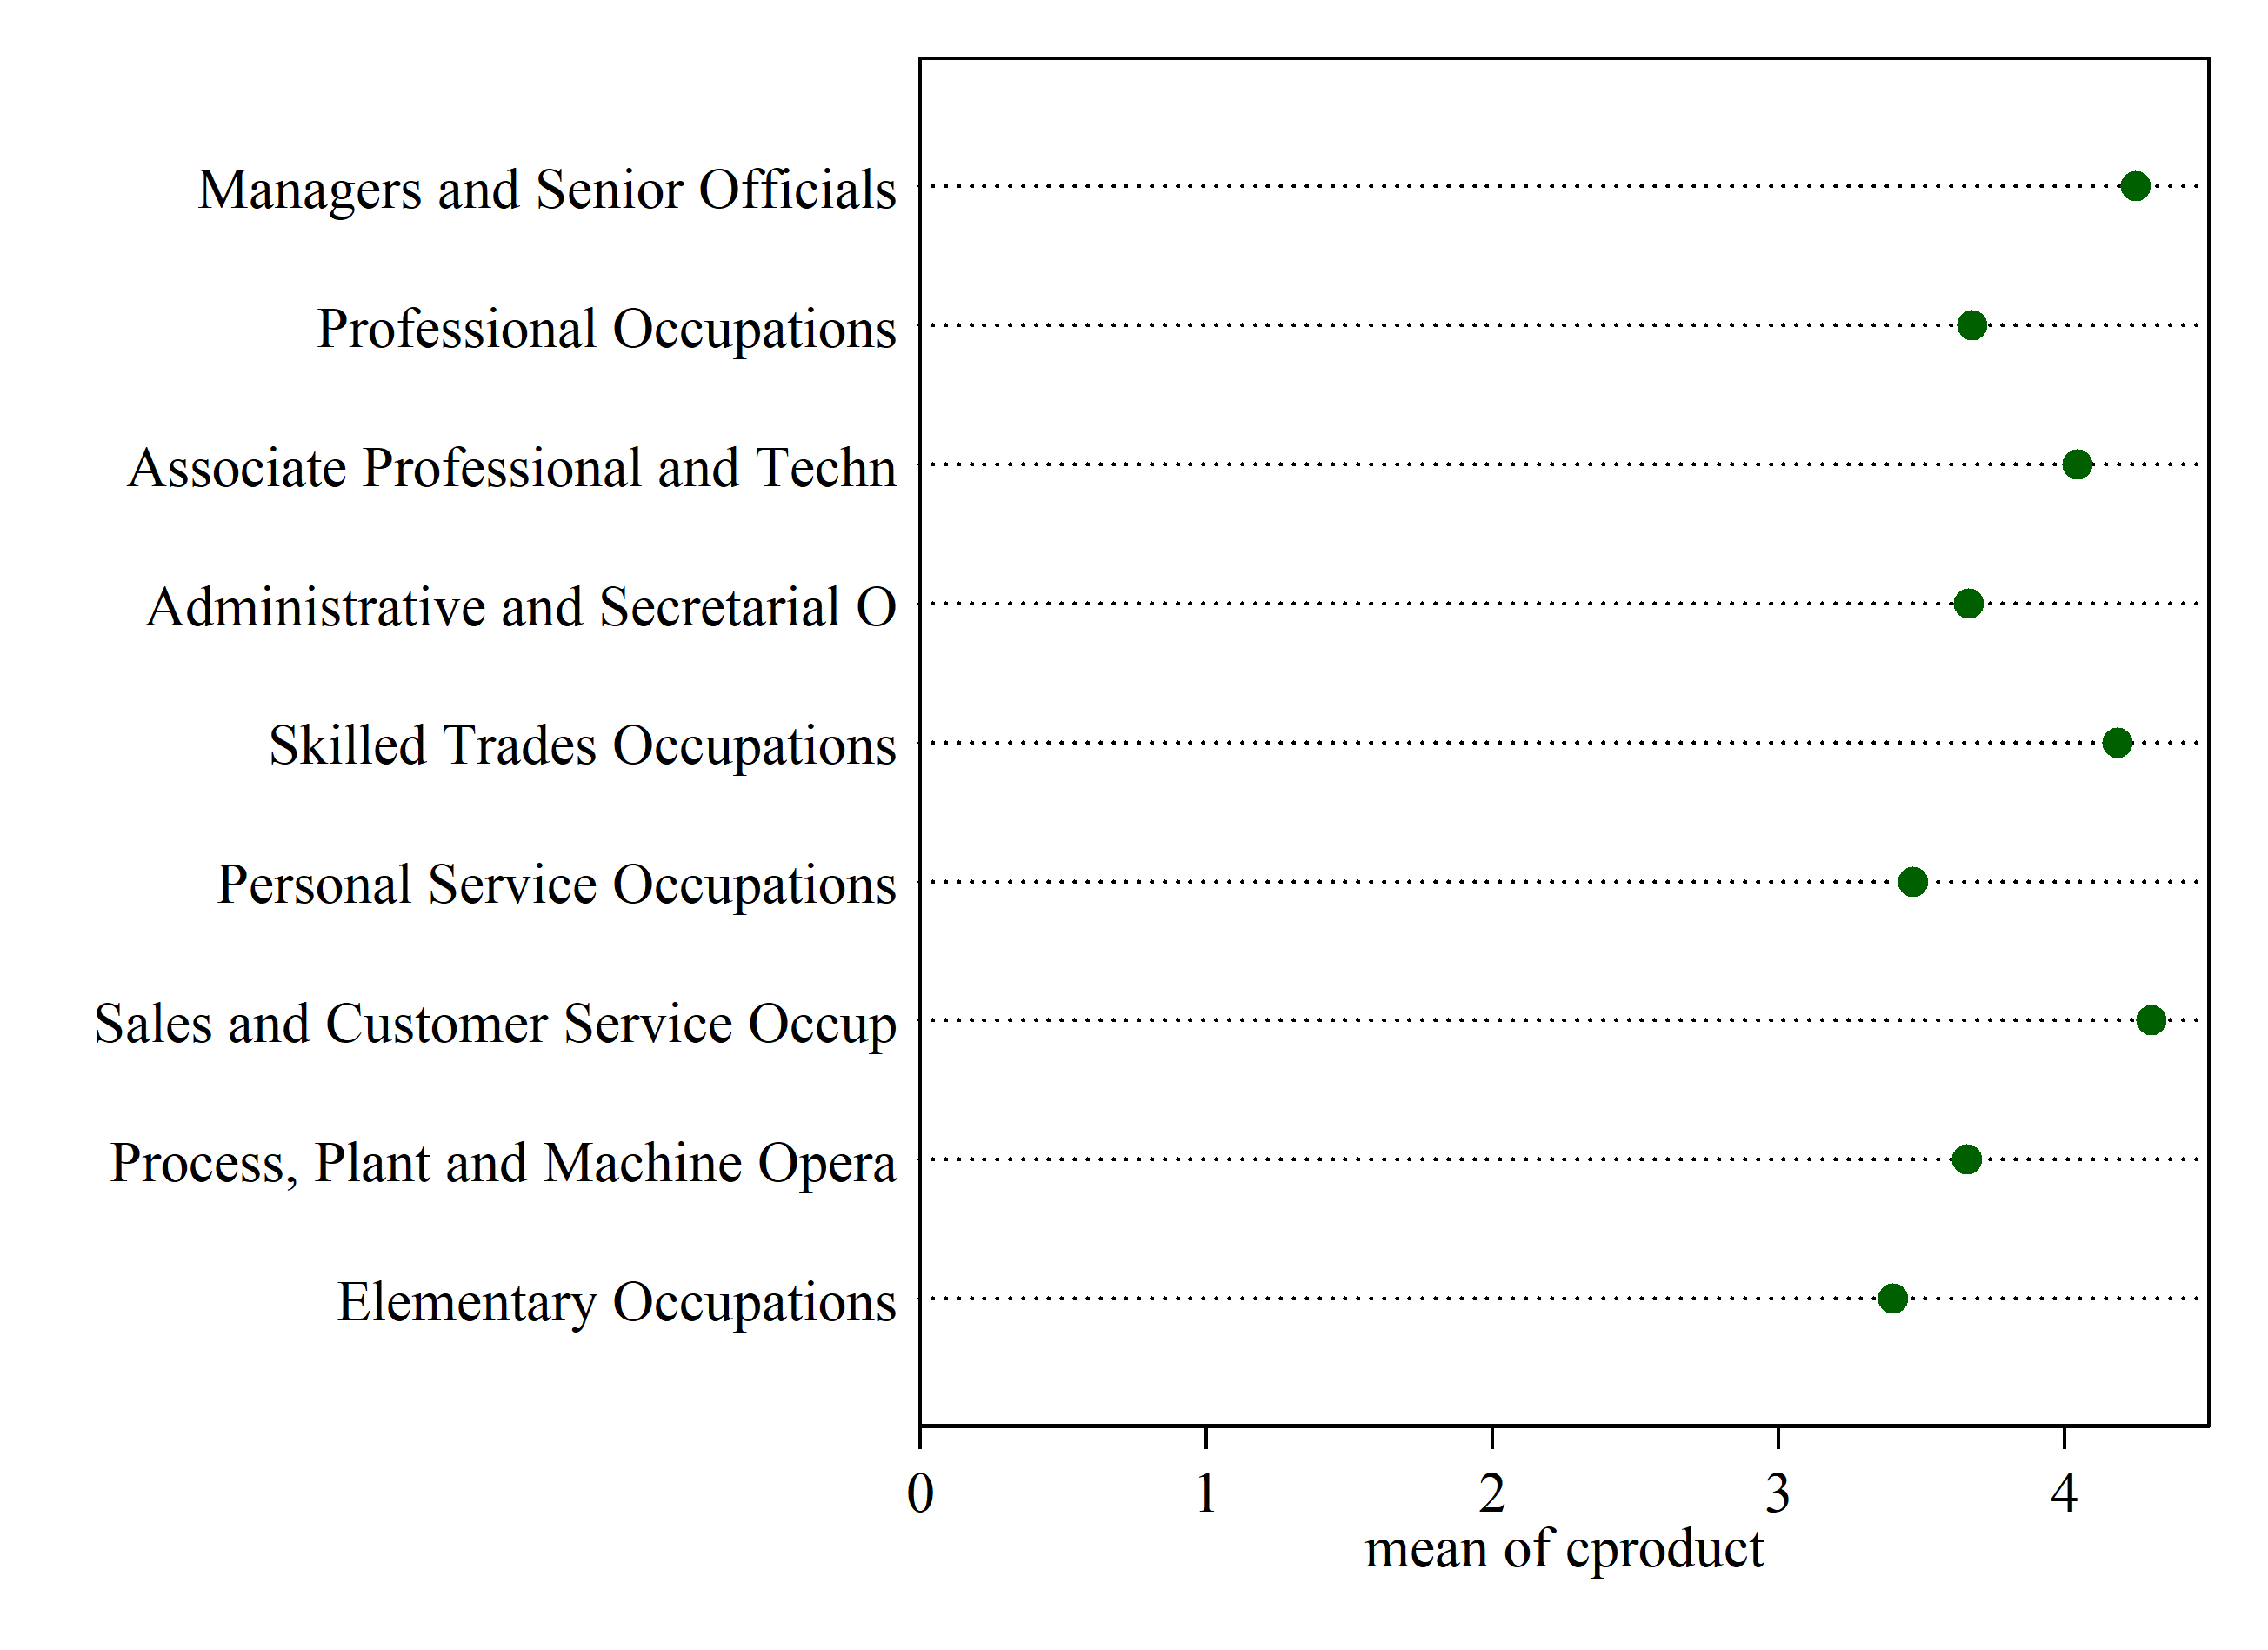 Managers and Senior Officials
Professional Occupations
Associate Professional and Techn
Administrative and Secretarial O
Skilled Trades Occupations
Personal Service Occupations
Sales and Customer Service Occup
Process, Plant and Machine Opera
Elementary Occupations
0 1 2 3 4
mean of cproduct